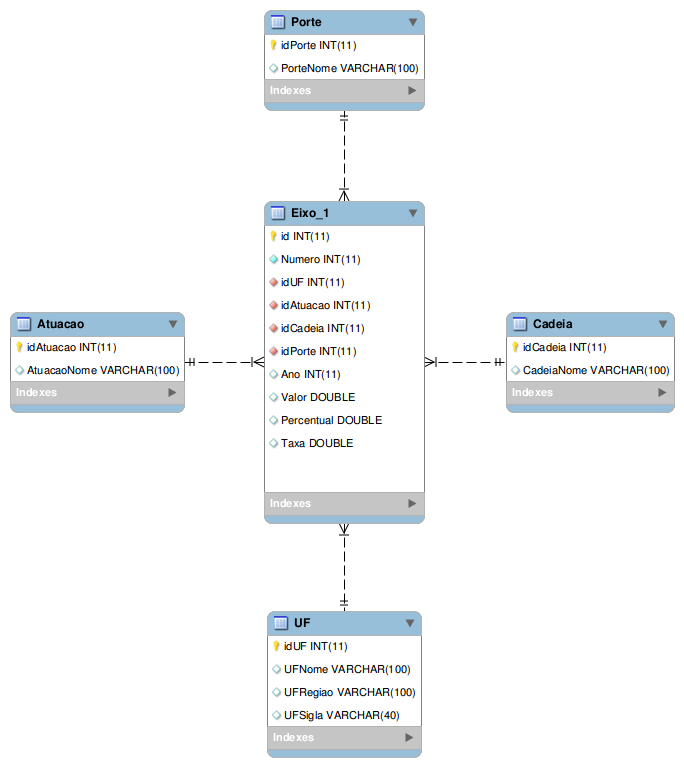 Porte
idPorte INT(11)
PorteNome VARCHAR(100)
Indexes
Eixo_1
id INT(11)
Numero INT(11)
idUF INT(11)
idAtuacao INT(11)
idCadeia INT(11)
idPorte INT(11)
Ano INT(11)
Valor DOUBLE
Percentual DOUBLE
Taxa DOUBLE
Indexes
Atuacao
idAtuacao INT(11)
AtuacaoNome VARCHAR(100)
Indexes
Cadeia
idCadeia INT(11)
CadeiaNome VARCHAR(100)
Indexes
UF
idUF INT(11)
UFNome VARCHAR(100)
UFRegiao VARCHAR(100)
UFSigla VARCHAR(40)
Indexes